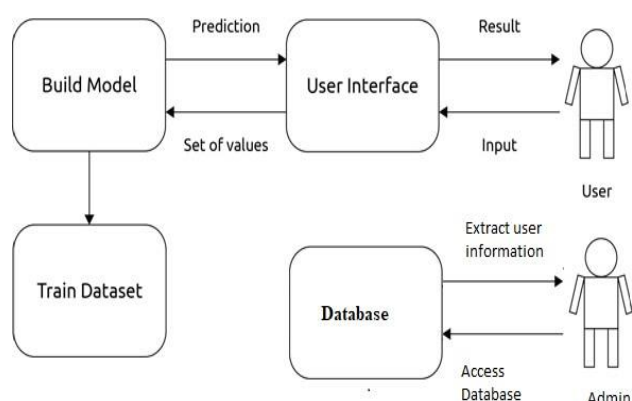 Prediction
Result
Build Model
User Interface
Set of values
Input
User
Extract user
information
Train Dataset
Database
Access
Database
Admin